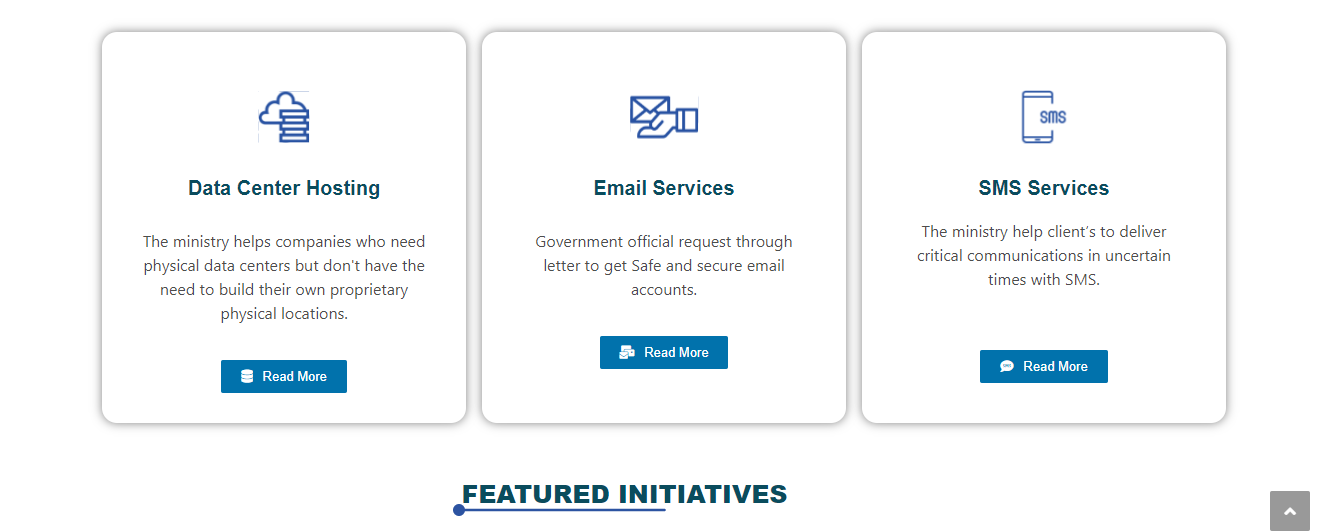 sms
Data Center Hosting
The ministry helps companies who need
physical data centers but don't have the
need to build their own proprietary
physical locations.
Read More
Email Services
Government official request through
letter to get Safe and secure email
accounts.
Read More
SMS Services
The ministry help client’s to deliver
critical communications in uncertain
times with SMS.
Read More
FEATURED INITIATIVES